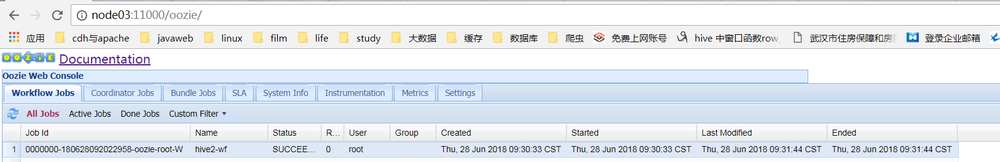 node03:11000/oozie/
应用 cdh与apache javaweb linux film life study 大数据 缓存 数据库 爬虫 免费上网账号 hive 中窗口函数row_ 武汉市住房保障和房 登录企业邮箱
OOZIE Documentation
Oozie Web Console
Workflow Jobs Coordinator Jobs Bundle Jobs SLA System Info Instrumentation Metrics Settings
All Jobs Active Jobs Done Jobs Custom Filter
Job Id Name Status R... User Group Created Started Last Modified Ended
1 0000000-180628092022958-oozie-root-W hive2-wf SUCCEE... 0 root Thu, 28 Jun 2018 09:30:33 CST Thu, 28 Jun 2018 09:30:33 CST Thu, 28 Jun 2018 09:31:44 CST Thu, 28 Jun 2018 09:31:44 CST